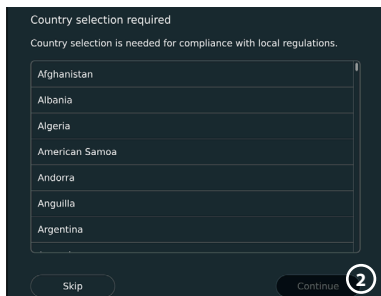 Country selection required
Country selection is needed for compliance with local regulations.
Afghanistan
Albania
Algeria
American Samoa
Andorra
Anguilla
Argentina
Skip
Continue
2